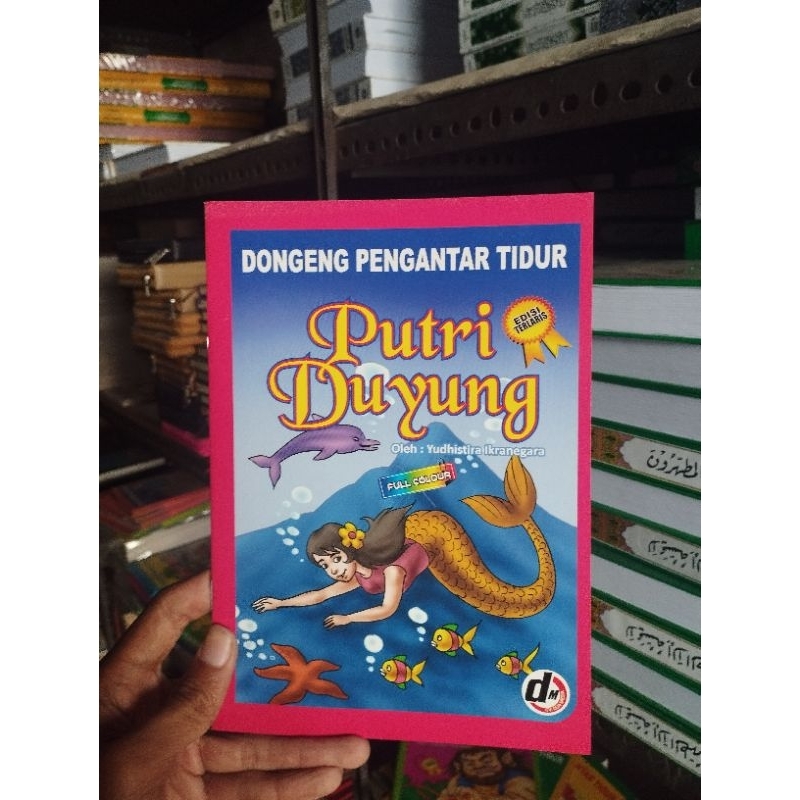 DONGENG PENGANTAR TIDUR
Putri
Duyung
EDISI
TERLARIS
Oleh : Yudhistira Ikranegara
FULL COLOUR
dM